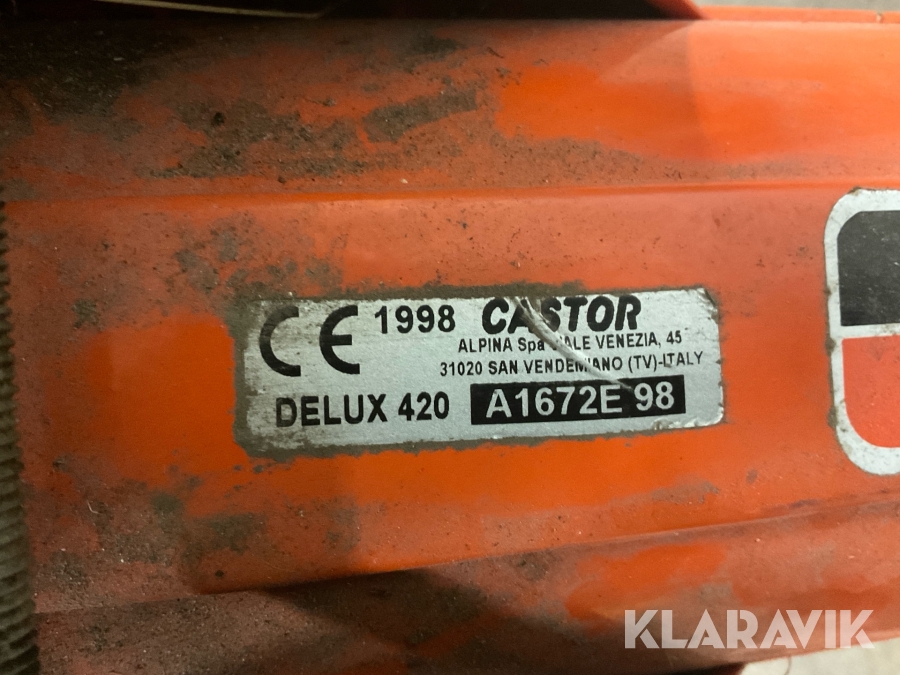 CE 1998 CASTOR
ALPINA Spa VIALE VENEZIA, 45
31020 SAN VENDEMIANO (TV)-ITALY
DELUX 420 A1672E 98
KLARAVIK